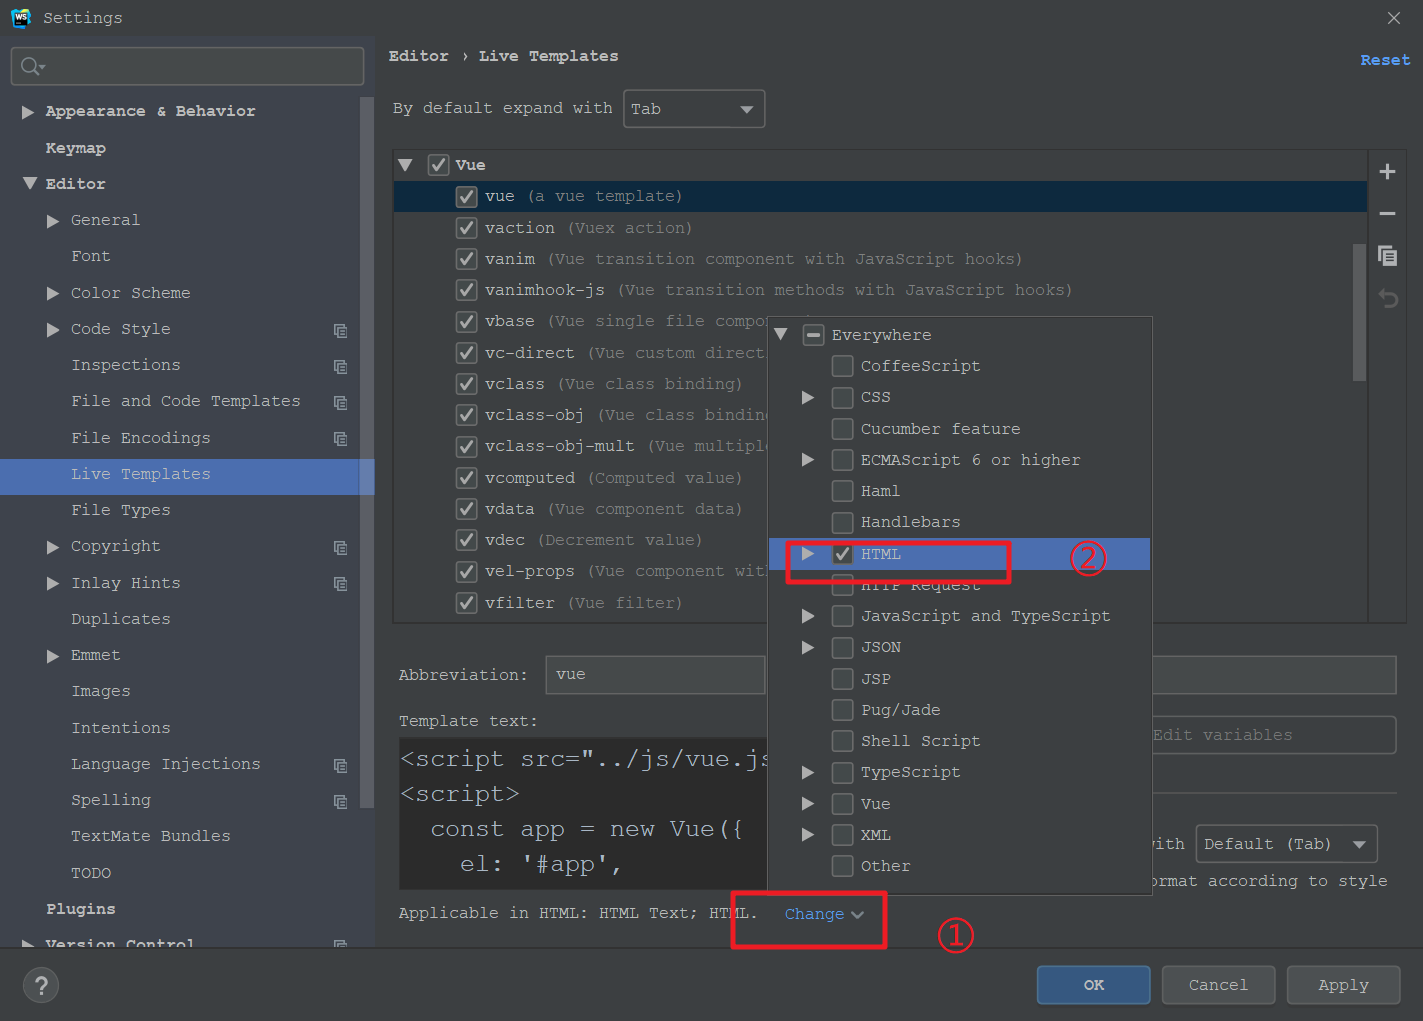 WS Settings
Editor › Live Templates
Reset
By default expand with Tab
Appearance & Behavior
Keymap
Editor
General
Font
Color Scheme
Code Style
Inspections
File and Code Templates
File Encodings
Live Templates
File Types
Copyright
Inlay Hints
Duplicates
Emmet
Images
Intentions
Language Injections
Spelling
TextMate Bundles
TODO
Plugins
Version Control
Vue
vue (a vue template)
vaction (Vuex action)
vanim (Vue transition component with JavaScript hooks)
vanimhook-js (Vue transition methods with JavaScript hooks)
vbase (Vue single file compo
vc-direct (Vue custom direct
vclass (Vue class binding)
vclass-obj (Vue class bindin
vclass-obj-mult (Vue multipl
vcomputed (Computed value)
vdata (Vue component data)
vdec (Decrement value)
vel-props (Vue component wit
vfilter (Vue filter)
Everywhere
CoffeeScript
CSS
Cucumber feature
ECMAScript 6 or higher
Haml
Handlebars
HTML ②
HTTP Request
JavaScript and TypeScript
JSON
JSP
Pug/Jade
Shell Script
TypeScript
Vue
XML
Other
Abbreviation: vue
Template text:
Edit variables
<script src="../js/vue.js
<script>
const app = new Vue({
el: '#app',
ith Default (Tab)
ormat according to style
Applicable in HTML: HTML Text; HTML. Change
①
? OK Cancel Apply